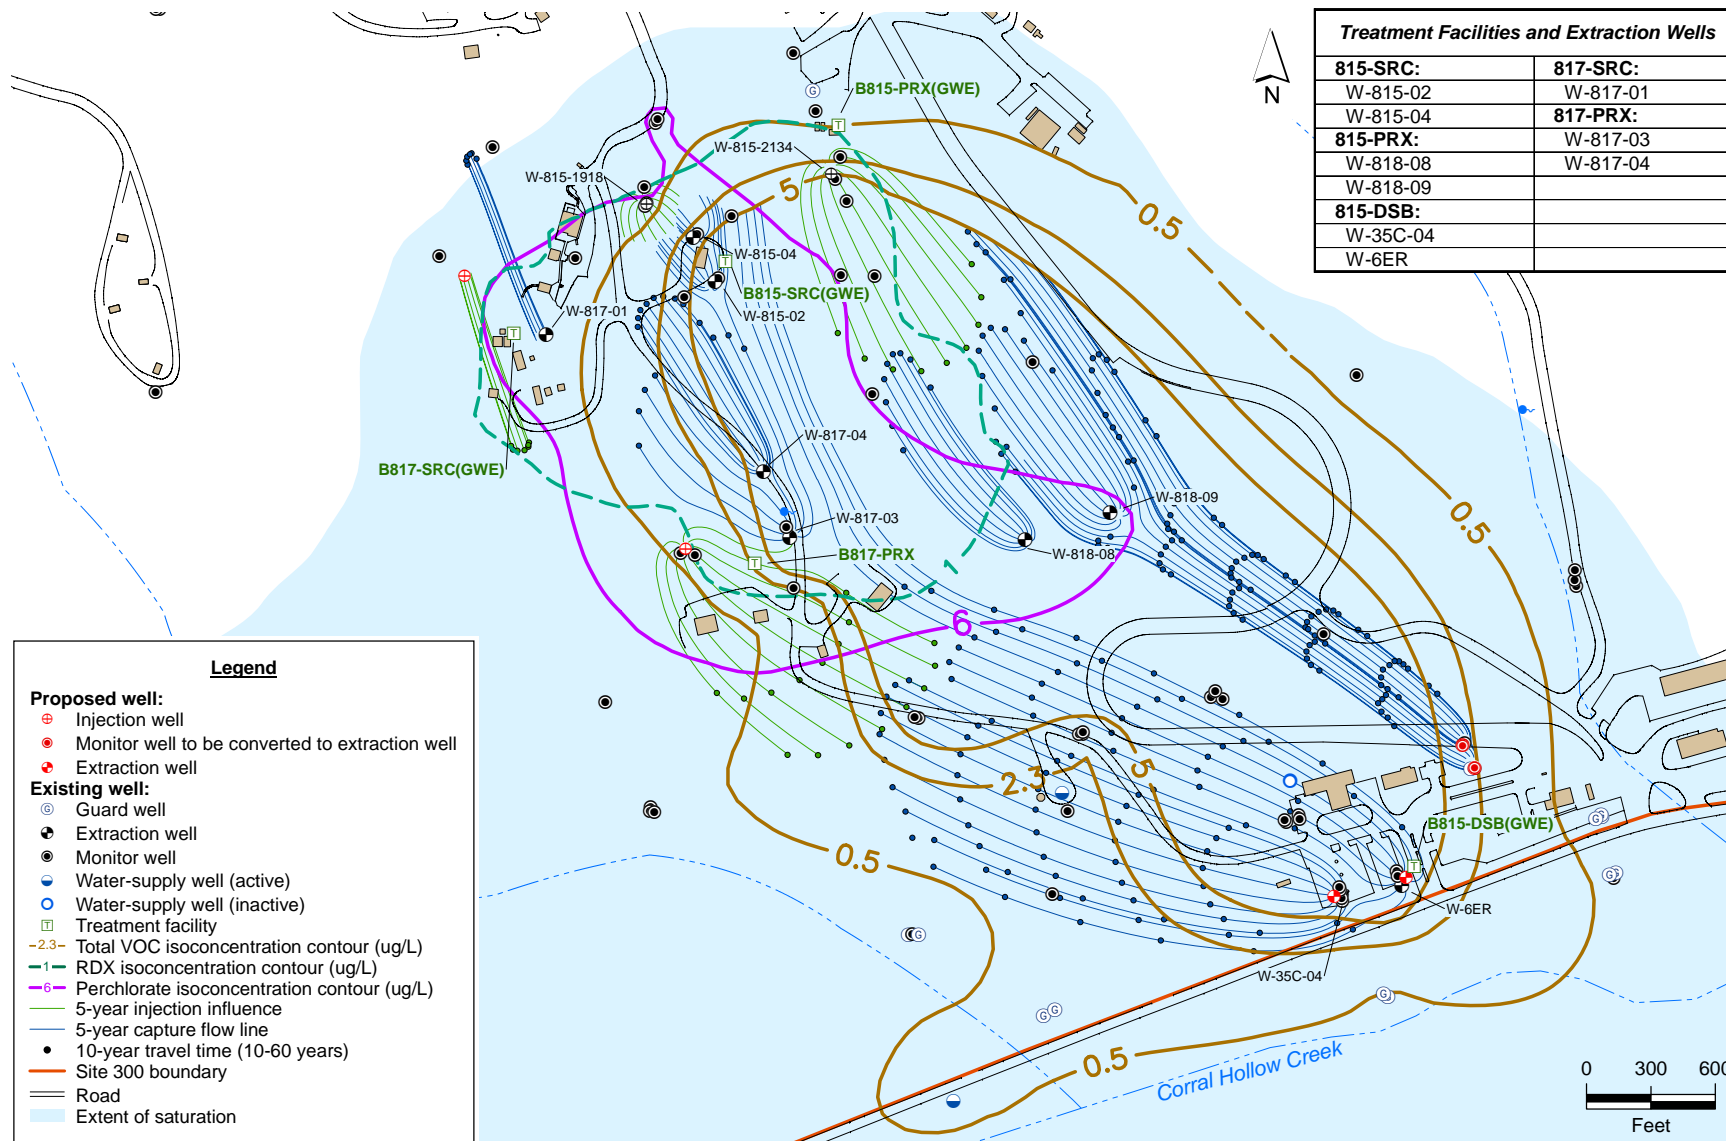 Treatment Facilities and Extraction Wells
815-SRC: 817-SRC:
W-815-02 W-817-01
W-815-04 817-PRX:
815-PRX: W-817-03
W-818-08 W-817-04
W-818-09
815-DSB:
W-35C-04
W-6ER
N
G
B815-PRX(GWE)
T
W-815-2134
W-815-1918
5
0.5
W-815-04
T
B815-SRC(GWE)
W-815-02
W-817-01
T
W-817-04
B817-SRC(GWE)
W-818-09
0.5
W-817-03
W-818-08
B817-PRX
T
6
5
2.3
0.5
B815-DSB(GWE)
G
T
G
W-6ER
G
W-35C-04
G
G G
0.5
Corral Hollow Creek
0 300 600
Feet
Legend
Proposed well:
Injection well
Monitor well to be converted to extraction well
Extraction well
Existing well:
G Guard well
Extraction well
Monitor well
Water-supply well (active)
Water-supply well (inactive)
T Treatment facility
2.3 Total VOC isoconcentration contour (ug/L)
1 RDX isoconcentration contour (ug/L)
6 Perchlorate isoconcentration contour (ug/L)
5-year injection influence
5-year capture flow line
10-year travel time (10-60 years)
Site 300 boundary
Road
Extent of saturation